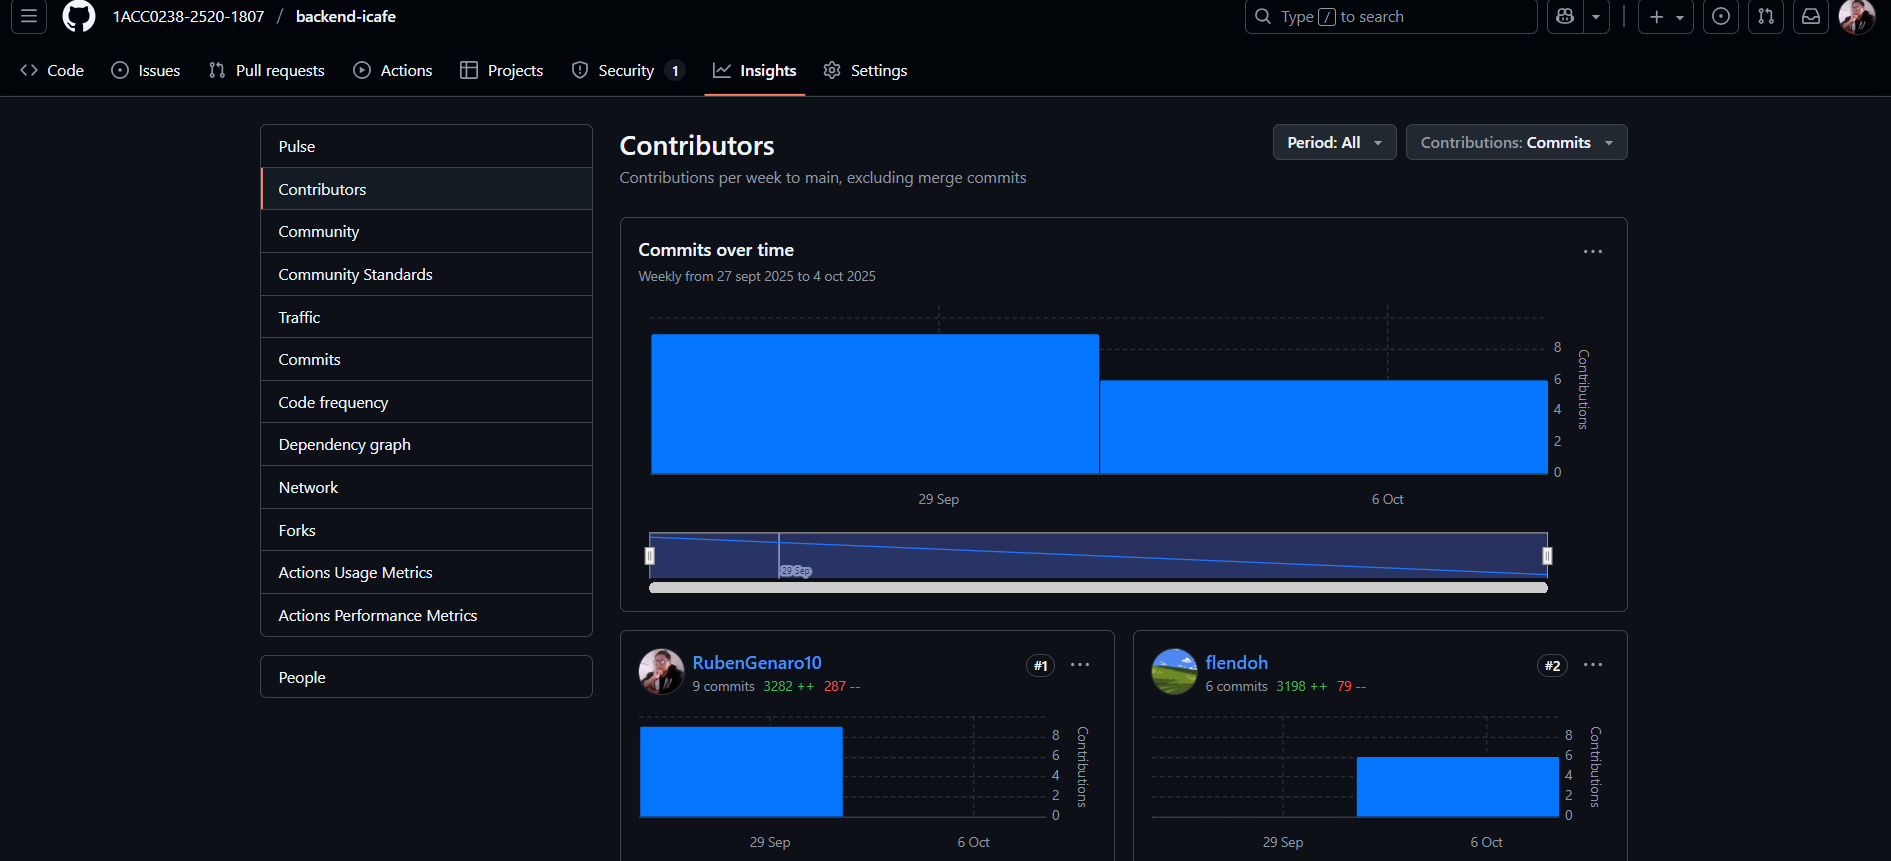 1ACC0238-2520-1807 / backend-icafe
Type / to search
Code
Issues
Pull requests
Actions
Projects
Security 1
Insights
Settings
Pulse
Contributors
Community
Community Standards
Traffic
Commits
Code frequency
Dependency graph
Network
Forks
Actions Usage Metrics
Actions Performance Metrics
People
Contributors
Contributions per week to main, excluding merge commits
Period: All
Contributions: Commits
Commits over time
Weekly from 27 sept 2025 to 4 oct 2025
8
6
4
2
0
Contributions
29 Sep
6 Oct
29 Sep
RubenGenaro10
#1
9 commits 3282 ++ 287 --
8
6
4
2
0
Contributions
29 Sep
6 Oct
flendoh
#2
6 commits 3198 ++ 79 --
8
6
4
2
0
Contributions
29 Sep
6 Oct